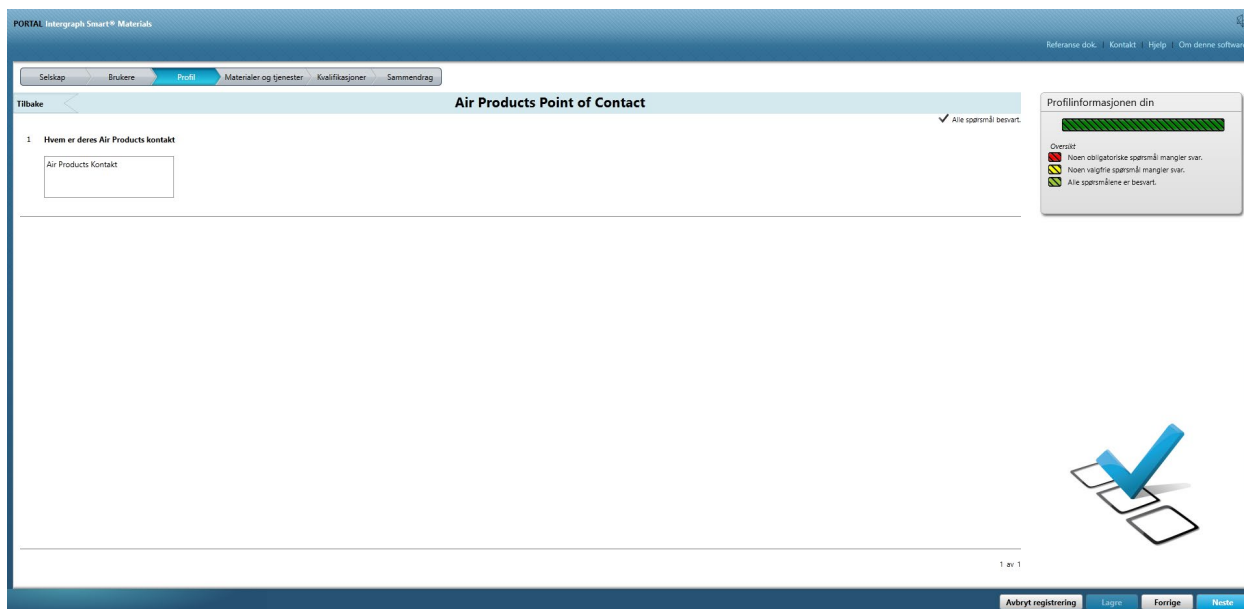 PORTAL Intergraph Smart® Materials
Referanse dok. | Kontakt | Hjelp | Om denne softwar
Selskap Brukere Profil Materialer og tjenester Kvalifikasjoner Sammendrag
Tilbake
Air Products Point of Contact
Alle spørsmål besvart.
1 Hvem er deres Air Products kontakt
Air Products Kontakt
Profilinformasjonen din
Oversikt
Noen obligatoriske spørsmål mangler svar.
Noen valgfrie spørsmål mangler svar.
Alle spørsmålene er besvart.
1 av 1
Avbryt registrering Lagre Forrige Neste